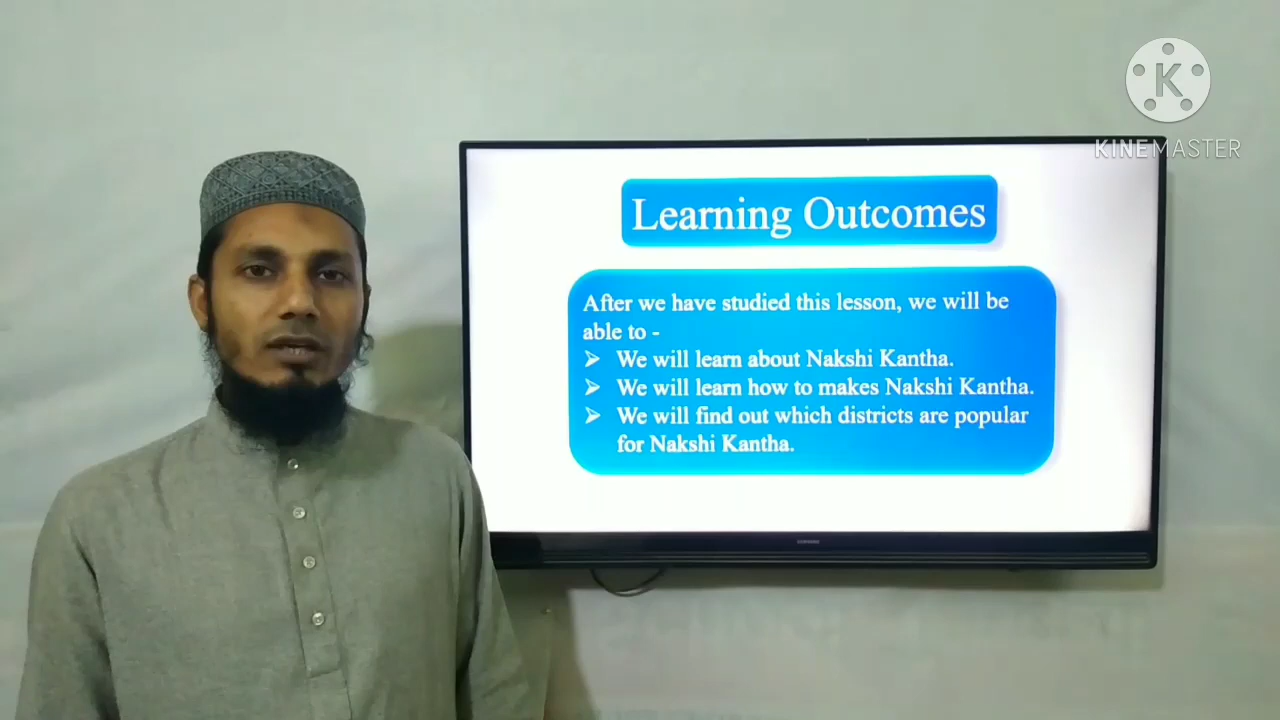 K
KINEMASTER
Learning Outcomes
After we have studied this lesson, we will be
able to -
➢ We will learn about Nakshi Kantha.
➢ We will learn how to makes Nakshi Kantha.
➢ We will find out which districts are popular
for Nakshi Kantha.